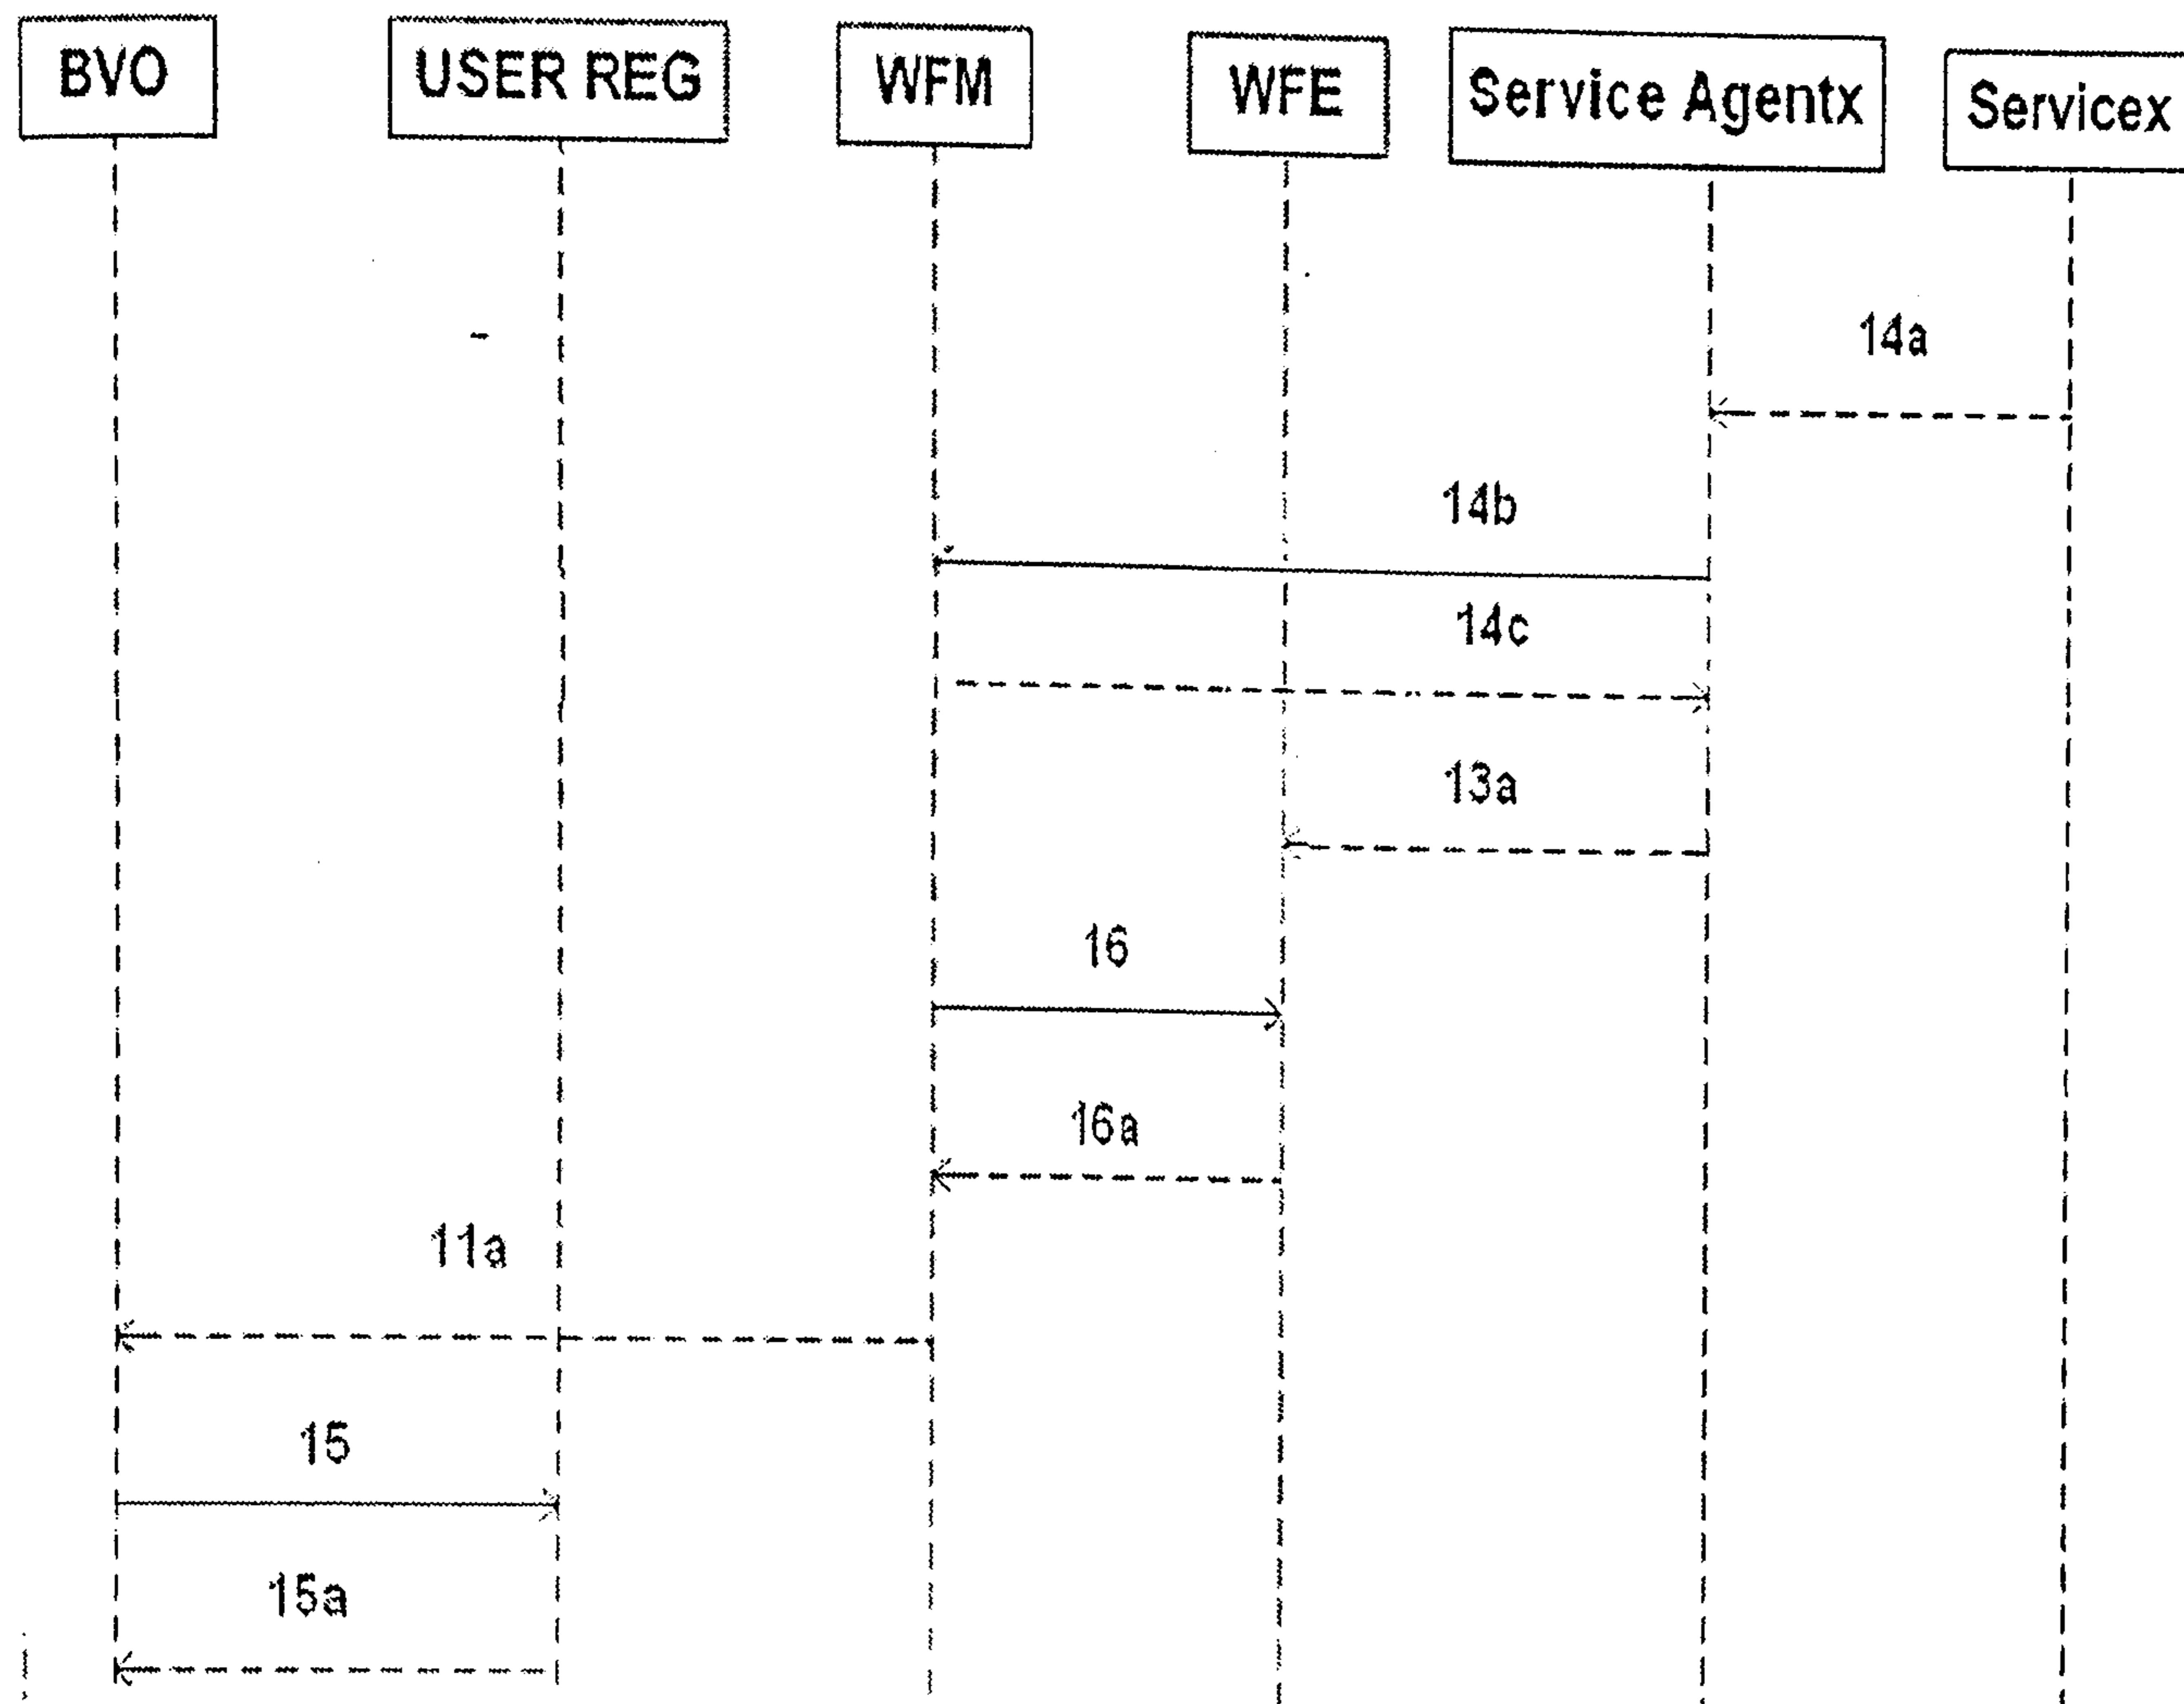 BVO
USER REG
WFM
WFE
Service Agentx
Servicex
14a
14b
14c
13a
16
16a
11a
15
15a